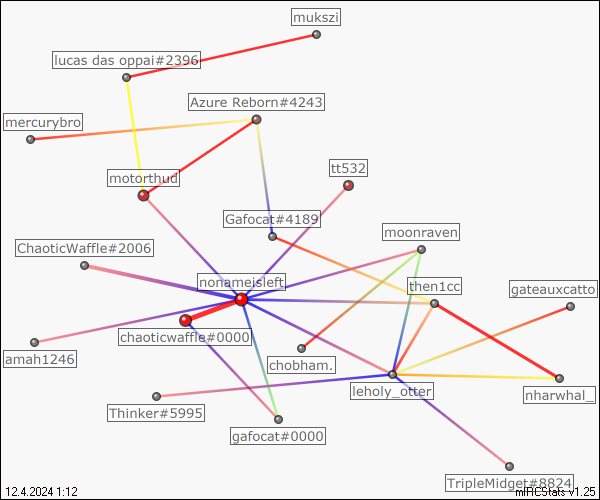 mukszi
lucas das oppai#2396
Azure Reborn#4243
mercurybro
tt532
motorthud
Gafocat#4189
moonraven
ChaoticWaffle#2006
nonameisleft
then1cc
gateauxcatto
chaoticwaffle#0000
amah1246
chobham.
leholy_otter
nharwhal_
Thinker#5995
gafocat#0000
TripleMidget#8824
12.4.2024 1:12
mIRCStats v1.25